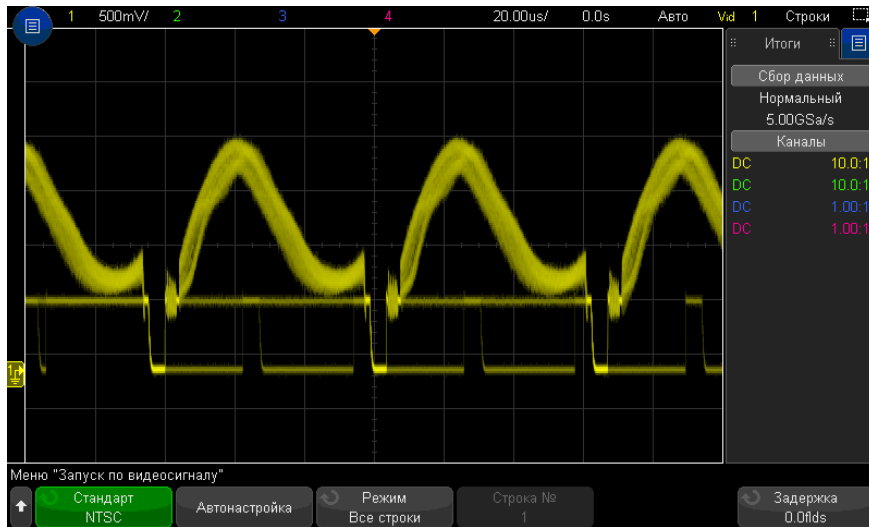 1 500mV/ 2 3 4 20.00us/ 0.0s Авто Vid 1 Строки
Итоги
Сбор данных
Нормальный
5.00GSa/s
Каналы
DC 10.0:1
DC 10.0:1
DC 1.00:1
DC 1.00:1
1
Меню "Запуск по видеосигналу"
Стандарт
NTSC
Автонастройка
Режим
Все строки
Строка №
1
Задержка
0.0flds